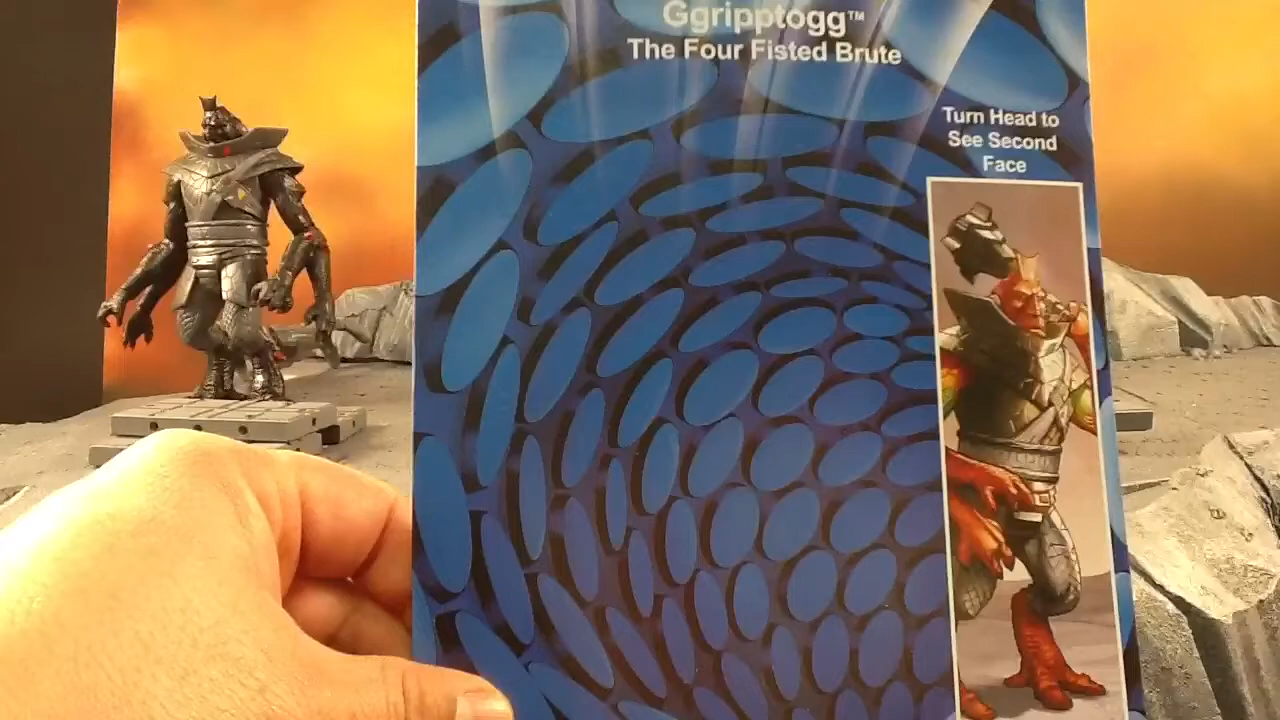 Ggripptogg™
The Four Fisted Brute
Turn Head to
See Second
Face